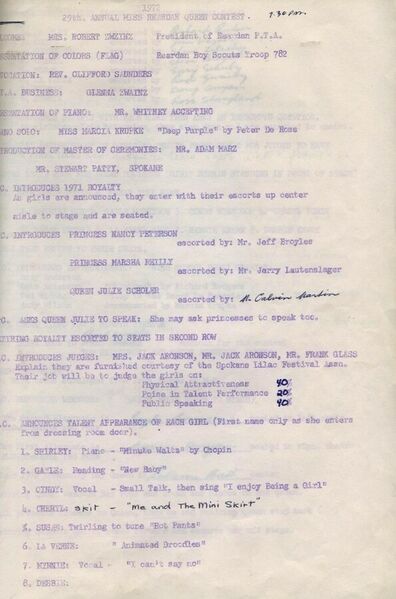 1972
29TH. ANNUAL MISS REARDAN QUEEN CONTEST. 7:30 P.M.
MRS. ROBERT ZWZINZ President of Reardan P.T.A.
PRESENTATION OF COLORS (FLAG) Reardan Boy Scouts Troop 782
REV. CLIFFORD SAUNDERS
T.A. BUSINESS: GLENNA ZWAINZ
PRESENTATION OF PIANO: MR. WHITNEY ACCEPTING
ANO SOLO: MISS MARCIA KRUPKE "Deep Purple" by Peter De Ross
TRODUCTION OF MASTER OF CEREMONIES: MR. ADAM MARZ
MR. STEWART PATTY, SPOKANE
C. INTRODUCES 1971 ROYALTY
As girls are announced, they enter with their escorts up center
aisle to stage and are seated.
C. INTRODUCES PRINCESS NANCY PETERSON
escorted by: Mr. Jeff Broyles
PRINCESS MARSHA REILLY
escorted by: Mr. Jerry Lautenslager
QUEEN JULIE SCHOLER
escorted by: Mr. Calvin Martin
C. ASKS QUEEN JULIE TO SPEAK: She may ask princesses to speak too.
TIRING ROYALTY ESCORTED TO SEATS IN SECOND ROW
.C. INTRODUCES JUDGES: MRS. JACK ARONSON, MR. JACK ARONSON, MR. FRANK GLASS
Explain they are furnished courtesy of the Spokane Lilac Festival Assn.
Their job will be to judge the girls on:
Physical Attractiveness 40%
Poise in Talent Performance 20%
Public Speaking 40%
.C. ANNOUNCES TALENT APPEARANCE OF EACH GIRL (First name only as she enters
from dressing room door).
1. SHIRLEY: Piano - "Minute Waltz" by Chopin
2. GAYLE: Reading - "New Baby"
3. CINDY: Vocal - Small Talk, then sing "I enjoy Being a Girl"
4. CHERYL: skit - "Me and The Mini Skirt"
5. SUSAN: Twirling to tune "Hot Pants"
6. LA VERNE: "Animated Droodles"
7. MINNIE: Vocal - "I can't say no"
8. DEBBIE: